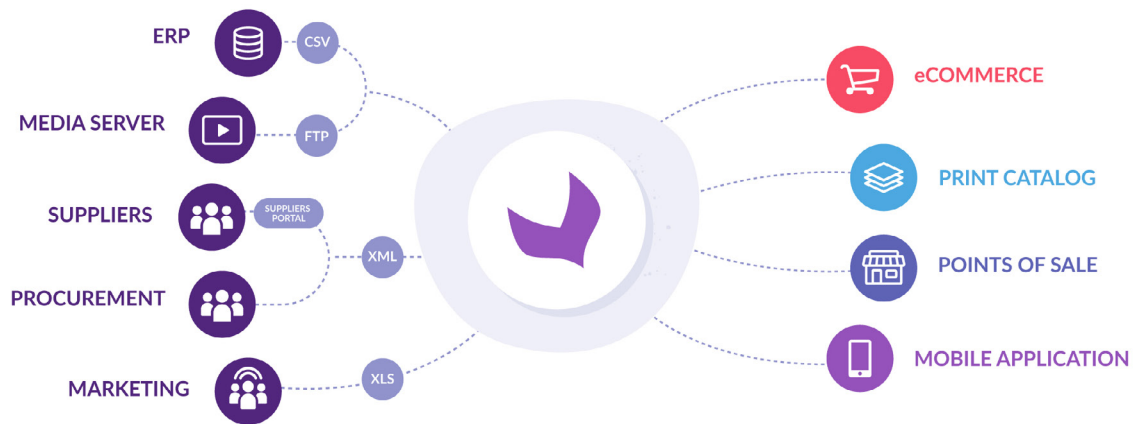 ERP
CSV
MEDIA SERVER
FTP
SUPPLIERS
SUPPLIERS
PORTAL
XML
PROCUREMENT
MARKETING
XLS
eCOMMERCE
PRINT CATALOG
POINTS OF SALE
MOBILE APPLICATION